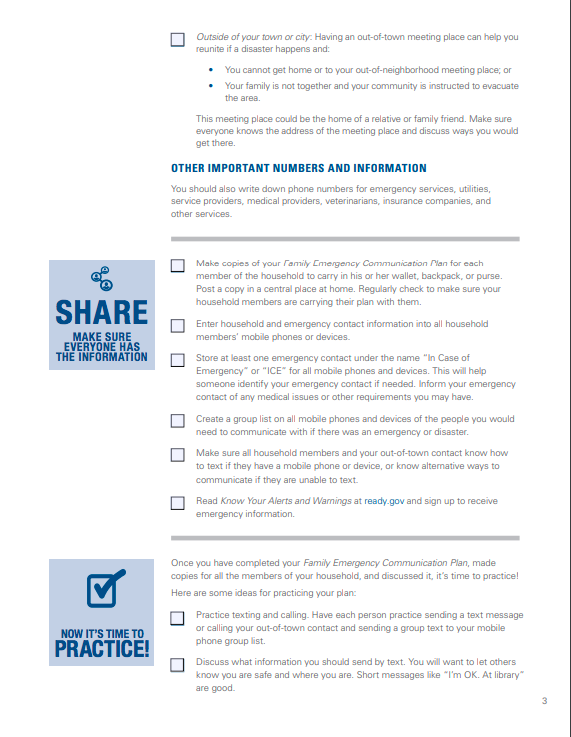 Outside of your town or city: Having an out-of-town meeting place can help you
reunite if a disaster happens and:
• You cannot get home or to your out-of-neighborhood meeting place; or
• Your family is not together and your community is instructed to evacuate
the area.
This meeting place could be the home of a relative or family friend. Make sure
everyone knows the address of the meeting place and discuss ways you would
get there.
OTHER IMPORTANT NUMBERS AND INFORMATION
You should also write down phone numbers for emergency services, utilities,
service providers, medical providers, veterinarians, insurance companies, and
other services.
SHARE
MAKE SURE
EVERYONE HAS
THE INFORMATION
Make copies of your Family Emergency Communication Plan for each
member of the household to carry in his or her wallet, backpack, or purse.
Post a copy in a central place at home. Regularly check to make sure your
household members are carrying their plan with them.
Enter household and emergency contact information into all household
members' mobile phones or devices.
Store at least one emergency contact under the name "In Case of
Emergency" or "ICE" for all mobile phones and devices. This will help
someone identify your emergency contact if needed. Inform your emergency
contact of any medical issues or other requirements you may have.
Create a group list on all mobile phones and devices of the people you would
need to communicate with if there was an emergency or disaster.
Make sure all household members and your out-of-town contact know how
to text if they have a mobile phone or device, or know alternative ways to
communicate if they are unable to text.
Read Know Your Alerts and Warnings at ready.gov and sign up to receive
emergency information.
NOW IT'S TIME TO
PRACTICE!
Once you have completed your Family Emergency Communication Plan, made
copies for all the members of your household, and discussed it, it's time to practice!
Here are some ideas for practicing your plan:
Practice texting and calling. Have each person practice sending a text message
or calling your out-of-town contact and sending a group text to your mobile
phone group list.
Discuss what information you should send by text. You will want to let others
know you are safe and where you are. Short messages like "I'm OK. At library"
are good.
3